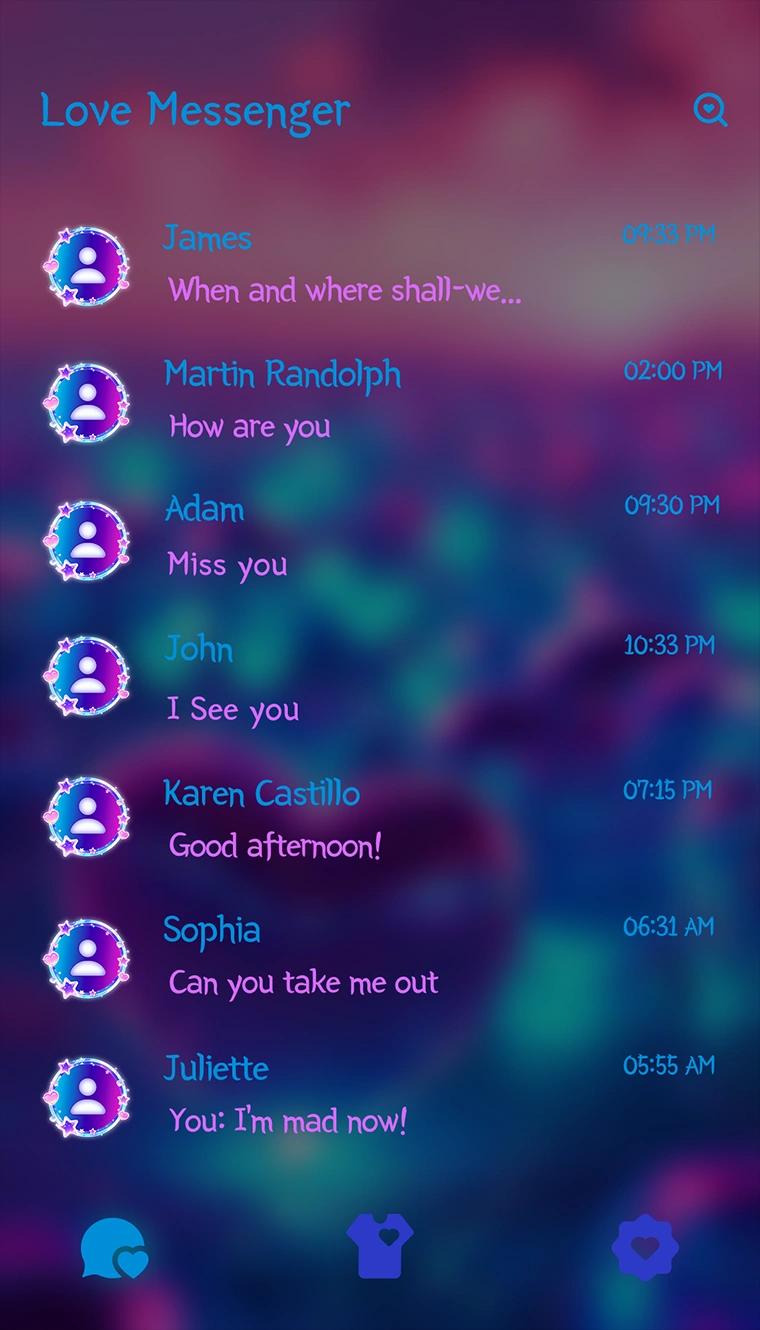 Love Messenger
James 09:33 PM
When and where shall-we...
Martin Randolph 02:00 PM
How are you
Adam 09:30 PM
Miss you
John 10:33 PM
I See you
Karen Castillo 07:15 PM
Good afternoon!
Sophia 06:31 AM
Can you take me out
Juliette 05:55 AM
You: I'm mad now!